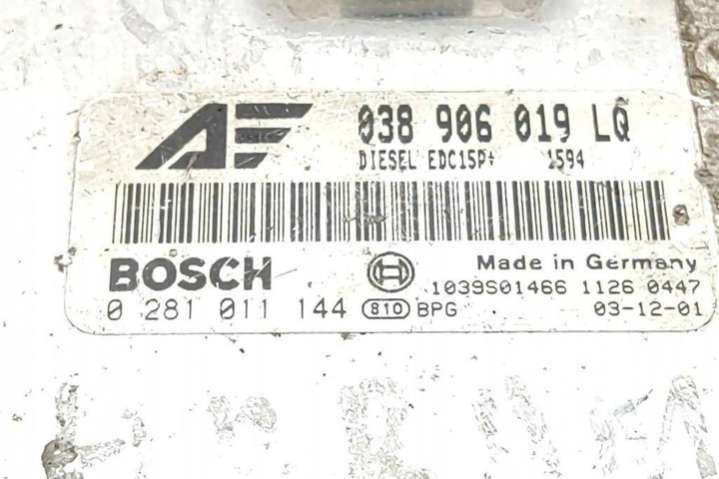 AF 038 906 019 LQ
DIESEL EDC15P+ 1594
BOSCH
Made in Germany
1039S01466 1126 0447
0 281 011 144 810 BPG 03-12-01